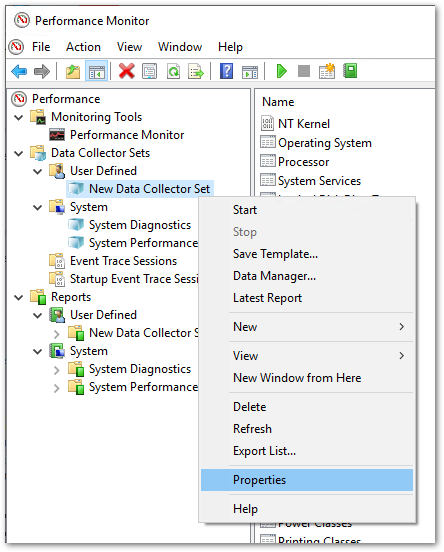 Performance Monitor
File Action View Window Help
Performance
Monitoring Tools
Performance Monitor
Data Collector Sets
User Defined
New Data Collector Set
System
System Diagnostics
System Performance
Event Trace Sessions
Startup Event Trace Sessi
Reports
User Defined
New Data Collector S
System
System Diagnostics
System Performance
Name
NT Kernel
Operating System
Processor
System Services
Start
Stop
Save Template...
Data Manager...
Latest Report
New
View
New Window from Here
Delete
Refresh
Export List...
Properties
Help
Power Classes
Printing Classes